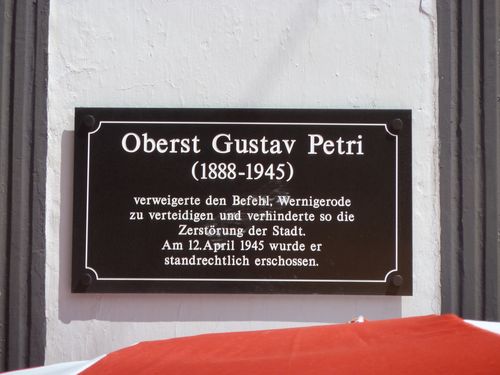 Oberst Gustav Petri
(1888-1945)
verweigerte den Befehl, Wernigerode
zu verteidigen und verhinderte so die
Zerstörung der Stadt.
Am 12.April 1945 wurde er
standrechtlich erschossen.